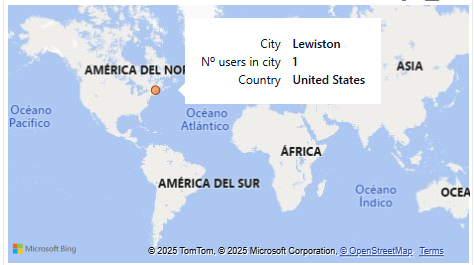 City Lewiston
Nº users in city 1
Country United States
AMÉRICA DEL NOR
ASIA
Océano
Pacífico
Océano
Atlántico
ÁFRICA
AMÉRICA DEL SUR
Océano
Índico
OCEA
Microsoft Bing
© 2025 TomTom, © 2025 Microsoft Corporation, © OpenStreetMap Terms